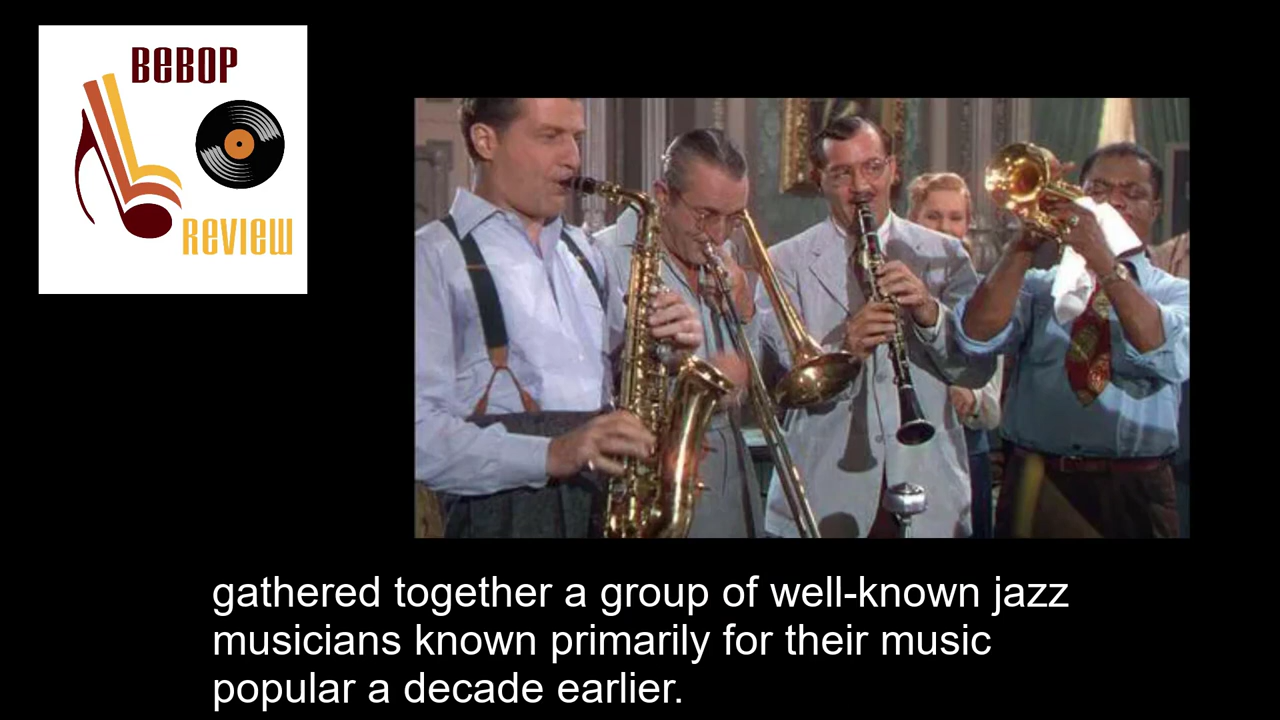 BEBOP
REVIEW
gathered together a group of well-known jazz
musicians known primarily for their music
popular a decade earlier.